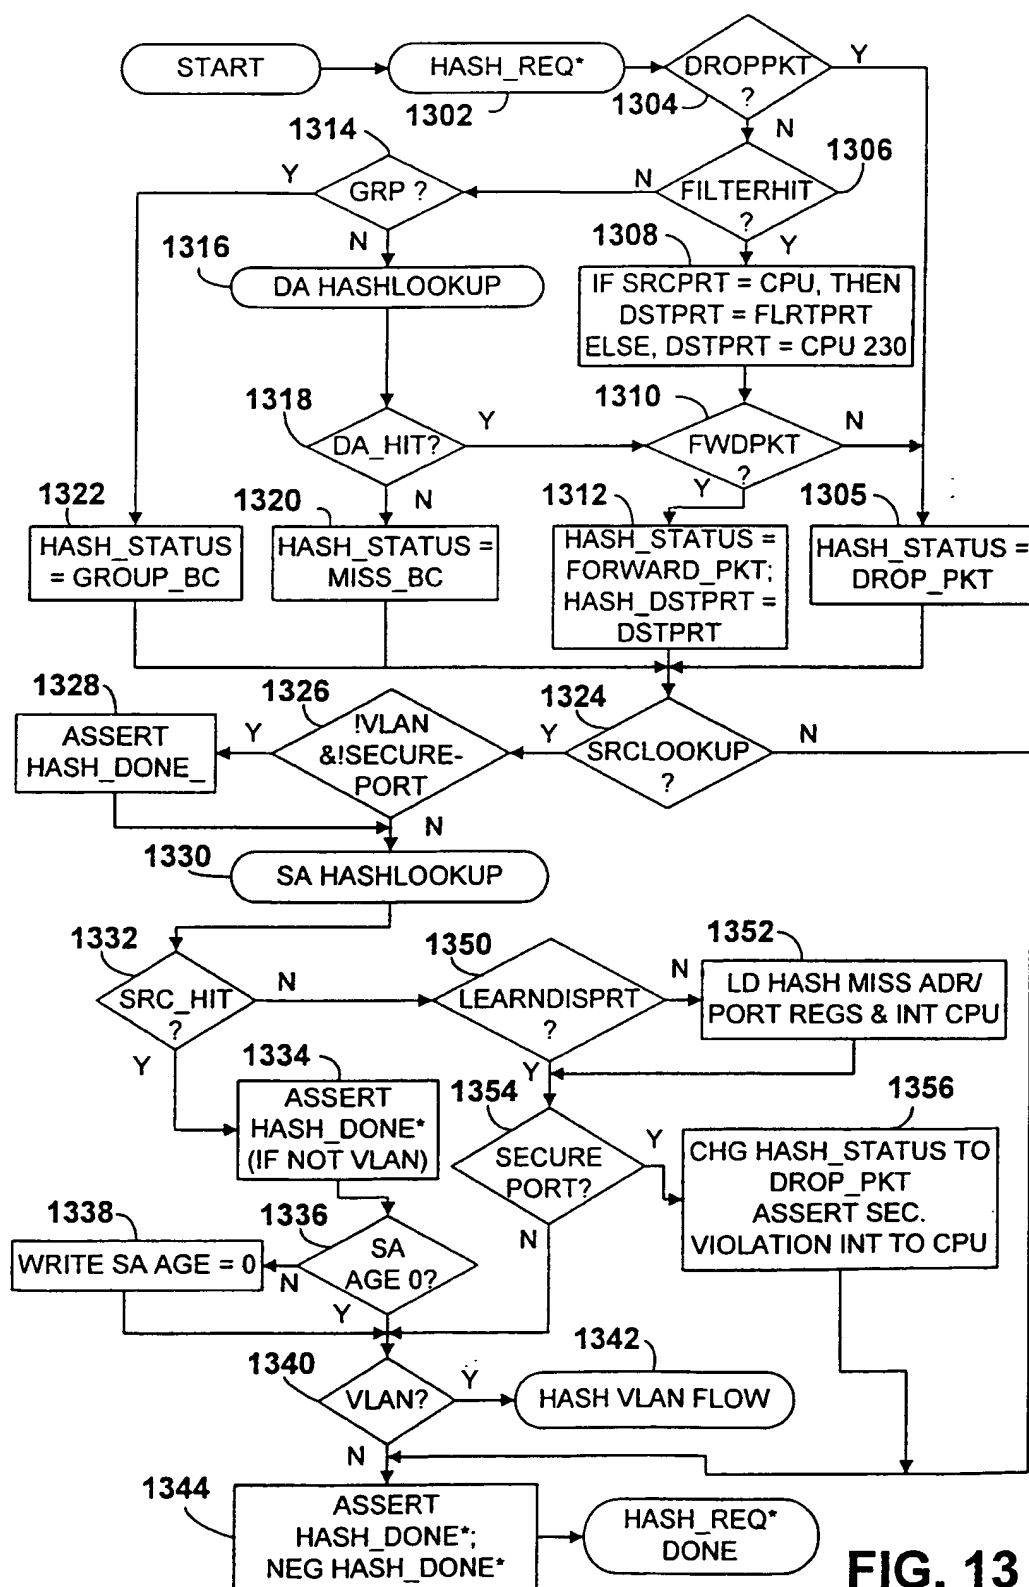 START
HASH_REQ*
1302
DROPPKT
?
1304
Y
N
1314
GRP ?
Y
N
FILTERHIT
?
1306
N
Y
1316
DA HASHLOOKUP
1308
IF SRCPRT = CPU, THEN
DSTPRT = FLRTPRT
ELSE, DSTPRT = CPU 230
1318
DA_HIT?
Y
N
1310
FWDPKT
?
N
Y
1322
HASH_STATUS
= GROUP_BC
1320
HASH_STATUS =
MISS_BC
1312
HASH_STATUS =
FORWARD_PKT;
HASH_DSTPRT =
DSTPRT
1305
HASH_STATUS =
DROP_PKT
1328
ASSERT
HASH_DONE_
1326
!VLAN
&!SECURE-
PORT
Y
N
1324
SRCLOOKUP
?
Y
N
1330
SA HASHLOOKUP
1332
SRC_HIT
?
N
Y
1350
LEARNDISPRT
?
N
Y
1352
LD HASH MISS ADR/
PORT REGS & INT CPU
1334
ASSERT
HASH_DONE*
(IF NOT VLAN)
1354
SECURE
PORT?
Y
N
1356
CHG HASH_STATUS TO
DROP_PKT
ASSERT SEC.
VIOLATION INT TO CPU
1338
WRITE SA AGE = 0
1336
SA
AGE 0?
N
Y
1340
VLAN?
Y
N
1342
HASH VLAN FLOW
1344
ASSERT
HASH_DONE*;
NEG HASH_DONE*
HASH_REQ*
DONE
FIG. 13